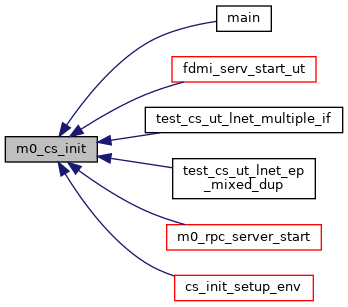 main
fdmi_serv_start_ut
test_cs_ut_lnet_multiple_if
m0_cs_init
test_cs_ut_lnet_ep
_mixed_dup
m0_rpc_server_start
cs_init_setup_env